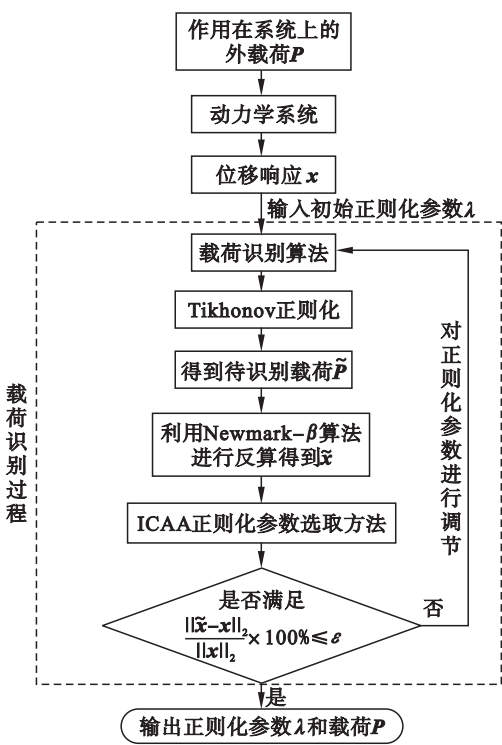 作用在系统上的
外载荷P
动力学系统
位移响应 x
输入初始正则化参数λ
载荷识别算法
Tikhonov正则化
得到待识别载荷P̃
利用Newmark-β算法
进行反算得到x̃
ICAA正则化参数选取方法
是否满足
||x̃-x||₂/||x||₂ × 100%≤ε
否
是
输出正则化参数λ和载荷P
载荷识别过程
对正则化参数进行调节